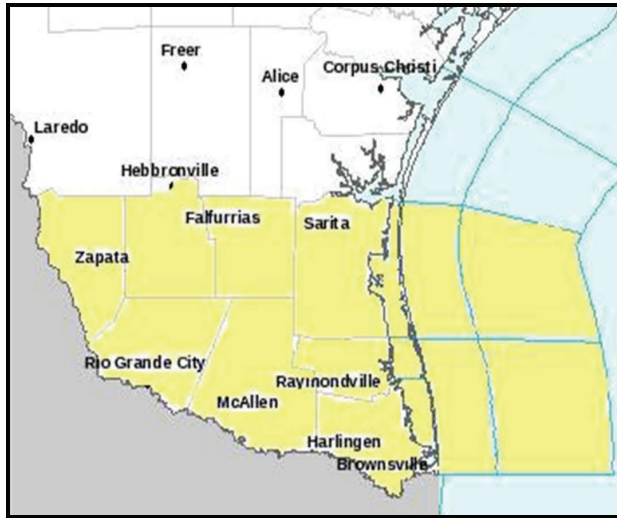 Freer
Alice
Corpus Christi
Laredo
Hebbronville
Falfurrias
Sarita
Zapata
Rio Grande City
Raymondville
McAllen
Harlingen
Brownsville